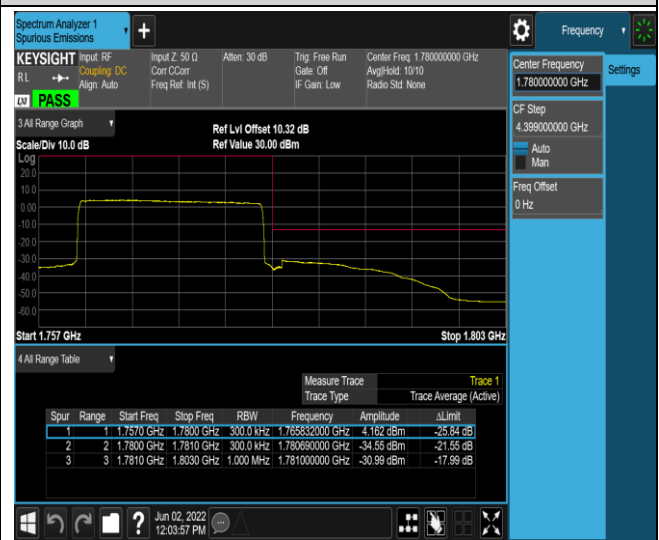 Spectrum Analyzer 1
Spurious Emissions
Frequency
KEYSIGHT Input: RF Input Z: 50 Ω Atten: 30 dB Trig: Free Run Center Freq: 1.780000000 GHz
RL Coupling: DC Corr CCorr Gate: Off Avg|Hold: 10/10
Align: Auto Freq Ref: Int (S) IF Gain: Low Radio Std: None
LXI PASS
Center Frequency
1.780000000 GHz
Settings
CF Step
4.399000000 GHz
Auto
Man
Freq Offset
0 Hz
3 All Range Graph
Ref Lvl Offset 10.32 dB
Scale/Div 10.0 dB Ref Value 30.00 dBm
Log
20.0
10.0
0.00
-10.0
-20.0
-30.0
-40.0
-50.0
-60.0
Start 1.757 GHz Stop 1.803 GHz
4 All Range Table
Measure Trace Trace 1
Trace Type Trace Average (Active)
Spur Range Start Freq Stop Freq RBW Frequency Amplitude ΔLimit
1 1 1.7570 GHz 1.7800 GHz 300.0 kHz 1.765832000 GHz 4.162 dBm -25.84 dB
2 2 1.7800 GHz 1.7810 GHz 300.0 kHz 1.780690000 GHz -34.55 dBm -21.55 dB
3 3 1.7810 GHz 1.8030 GHz 1.000 MHz 1.781000000 GHz -30.99 dBm -17.99 dB
Jun 02, 2022
12:03:57 PM